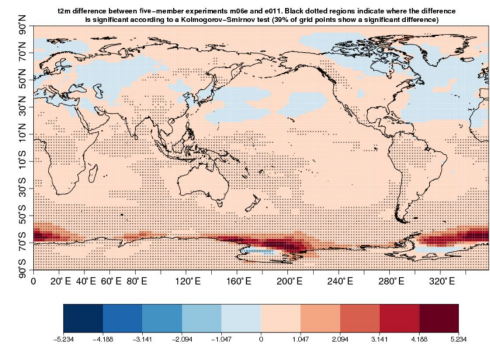 t2m difference between five−member experiments m06e and e011. Black dotted regions indicate where the difference
is significant according to a Kolmogorov−Smirnov test (39% of grid points show a significant difference)
90°N
70°N
50°N
30°N
10°N
10°S
30°S
50°S
70°S
90°S
0 20°E 40°E 60°E 80°E 120°E 160°E 200°E 240°E 280°E 320°E
−5.234 −4.188 −3.141 −2.094 −1.047 0 1.047 2.094 3.141 4.188 5.234